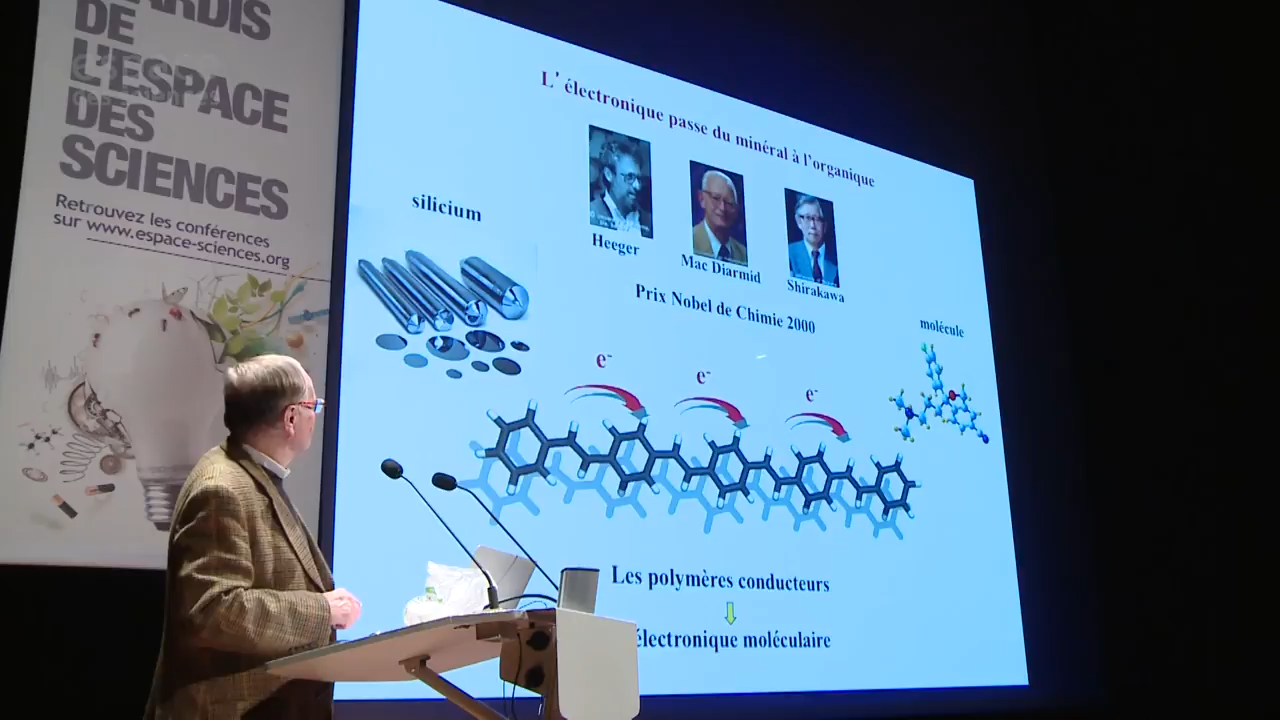 DE
L'ESPACE
DES
SCIENCES
Retrouvez les conférences
sur www.espace-sciences.org
L'électronique passe du minéral à l'organique
silicium
Heeger
Mac Diarmid
Shirakawa
Prix Nobel de Chimie 2000
molécule
e-
e-
e-
Les polymères conducteurs
électronique moléculaire